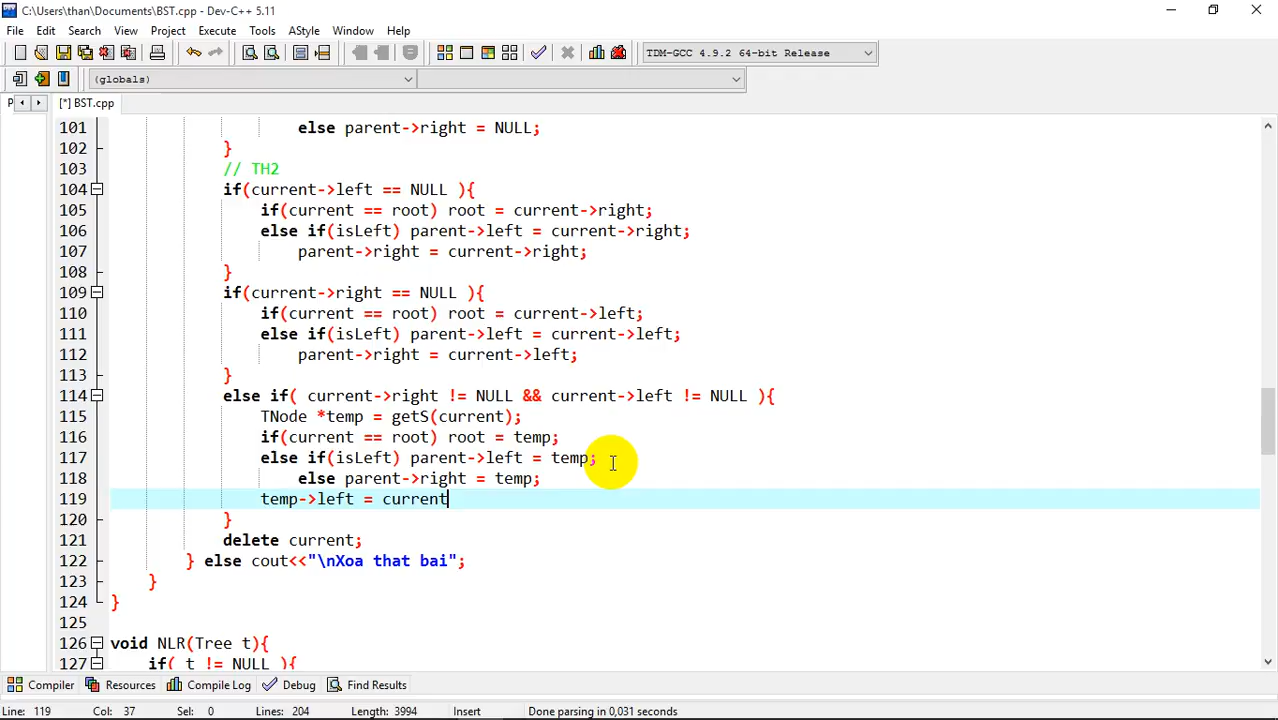 C:\Users\than\Documents\BST.cpp - Dev-C++ 5.11
File Edit Search View Project Execute Tools AStyle Window Help
TDM-GCC 4.9.2 64-bit Release
(globals)
P [*] BST.cpp
101 else parent->right = NULL;
102 }
103 // TH2
104 if(current->left == NULL ){
105 if(current == root) root = current->right;
106 else if(isLeft) parent->left = current->right;
107 parent->right = current->right;
108 }
109 if(current->right == NULL ){
110 if(current == root) root = current->left;
111 else if(isLeft) parent->left = current->left;
112 parent->right = current->left;
113 }
114 else if( current->right != NULL && current->left != NULL ){
115 TNode *temp = getS(current);
116 if(current == root) root = temp;
117 else if(isLeft) parent->left = temp;
118 else parent->right = temp;
119 temp->left = current
120 }
121 delete current;
122 } else cout<<"\nXoa that bai";
123 }
124 }
125
126 void NLR(Tree t){
127 if( t != NULL ){
Compiler Resources Compile Log Debug Find Results
Line: 119 Col: 37 Sel: 0 Lines: 204 Length: 3994 Insert Done parsing in 0,031 seconds